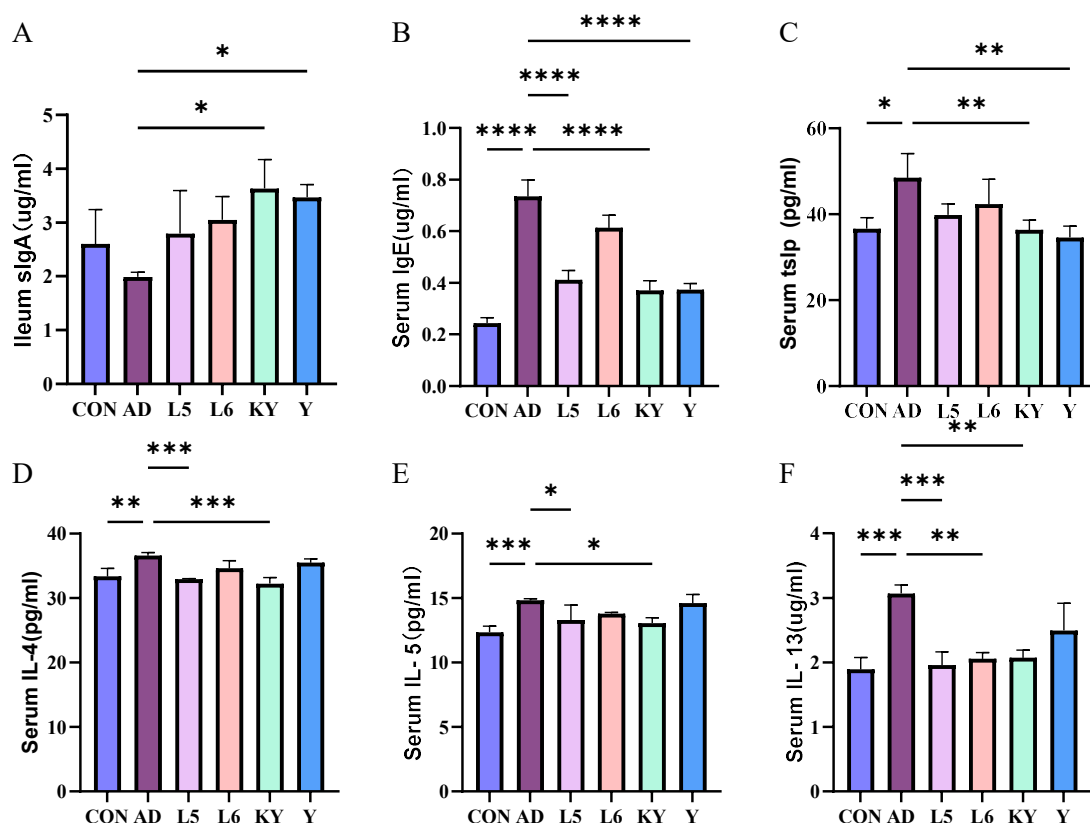 A
*
*
Ileum sIgA(ug/ml)
5
4
3
2
1
0
CON AD L5 L6 KY Y
B
****
****
**** ****
Serum IgE(ug/ml)
1.0
0.8
0.6
0.4
0.2
0.0
CON AD L5 L6 KY Y
C
**
* **
Serum tslp (pg/ml)
60
40
20
0
CON AD L5 L6 KY Y
D
***
** ***
Serum IL-4(pg/ml)
40
30
20
10
0
CON AD L5 L6 KY Y
E
*
*** *
Serum IL- 5(pg/ml)
20
15
10
5
0
CON AD L5 L6 KY Y
F
**
***
*** **
Serum IL- 13(ug/ml)
4
3
2
1
0
CON AD L5 L6 KY Y